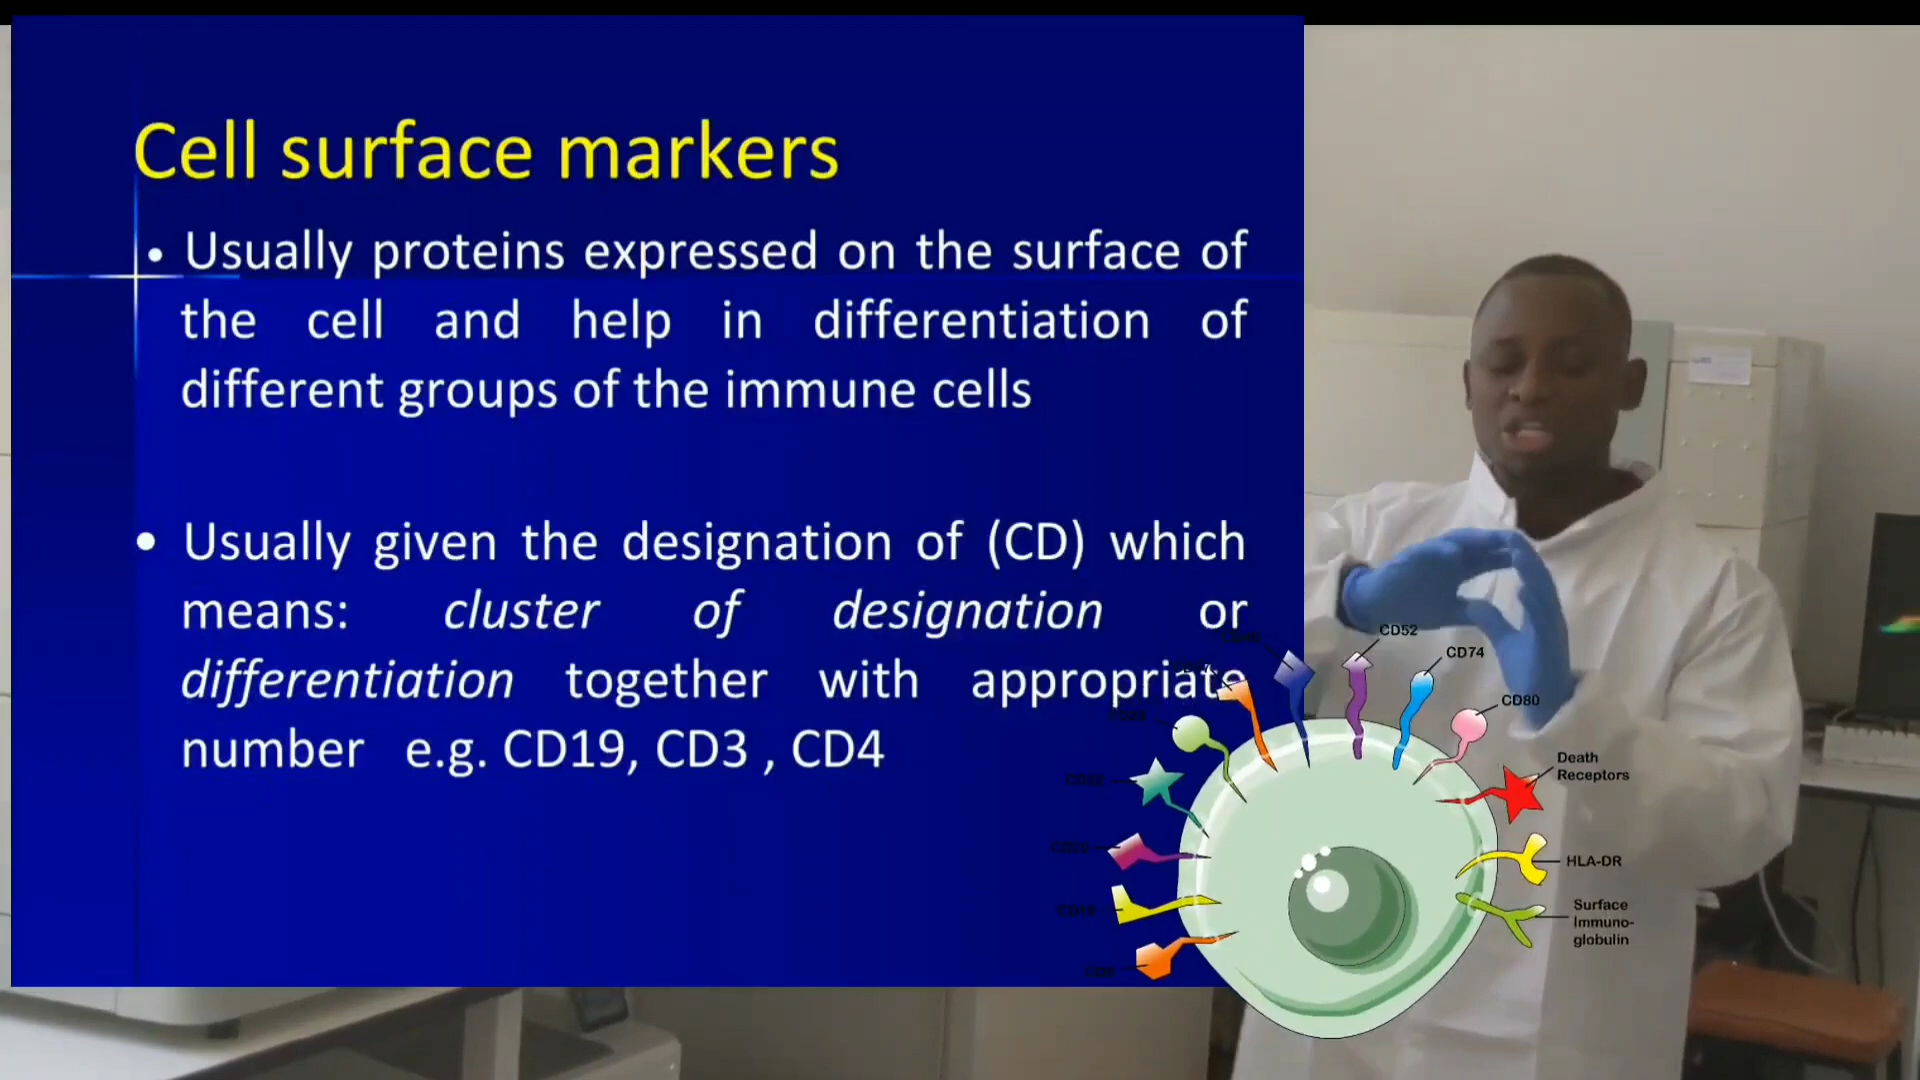 Cell surface markers
• Usually proteins expressed on the surface of
the cell and help in differentiation of
different groups of the immune cells
• Usually given the designation of (CD) which
means: cluster of designation or
differentiation together with appropriate
number e.g. CD19, CD3 , CD4
CD52
CD74
CD80
Death
Receptors
HLA-DR
Surface
Immuno-
globulin